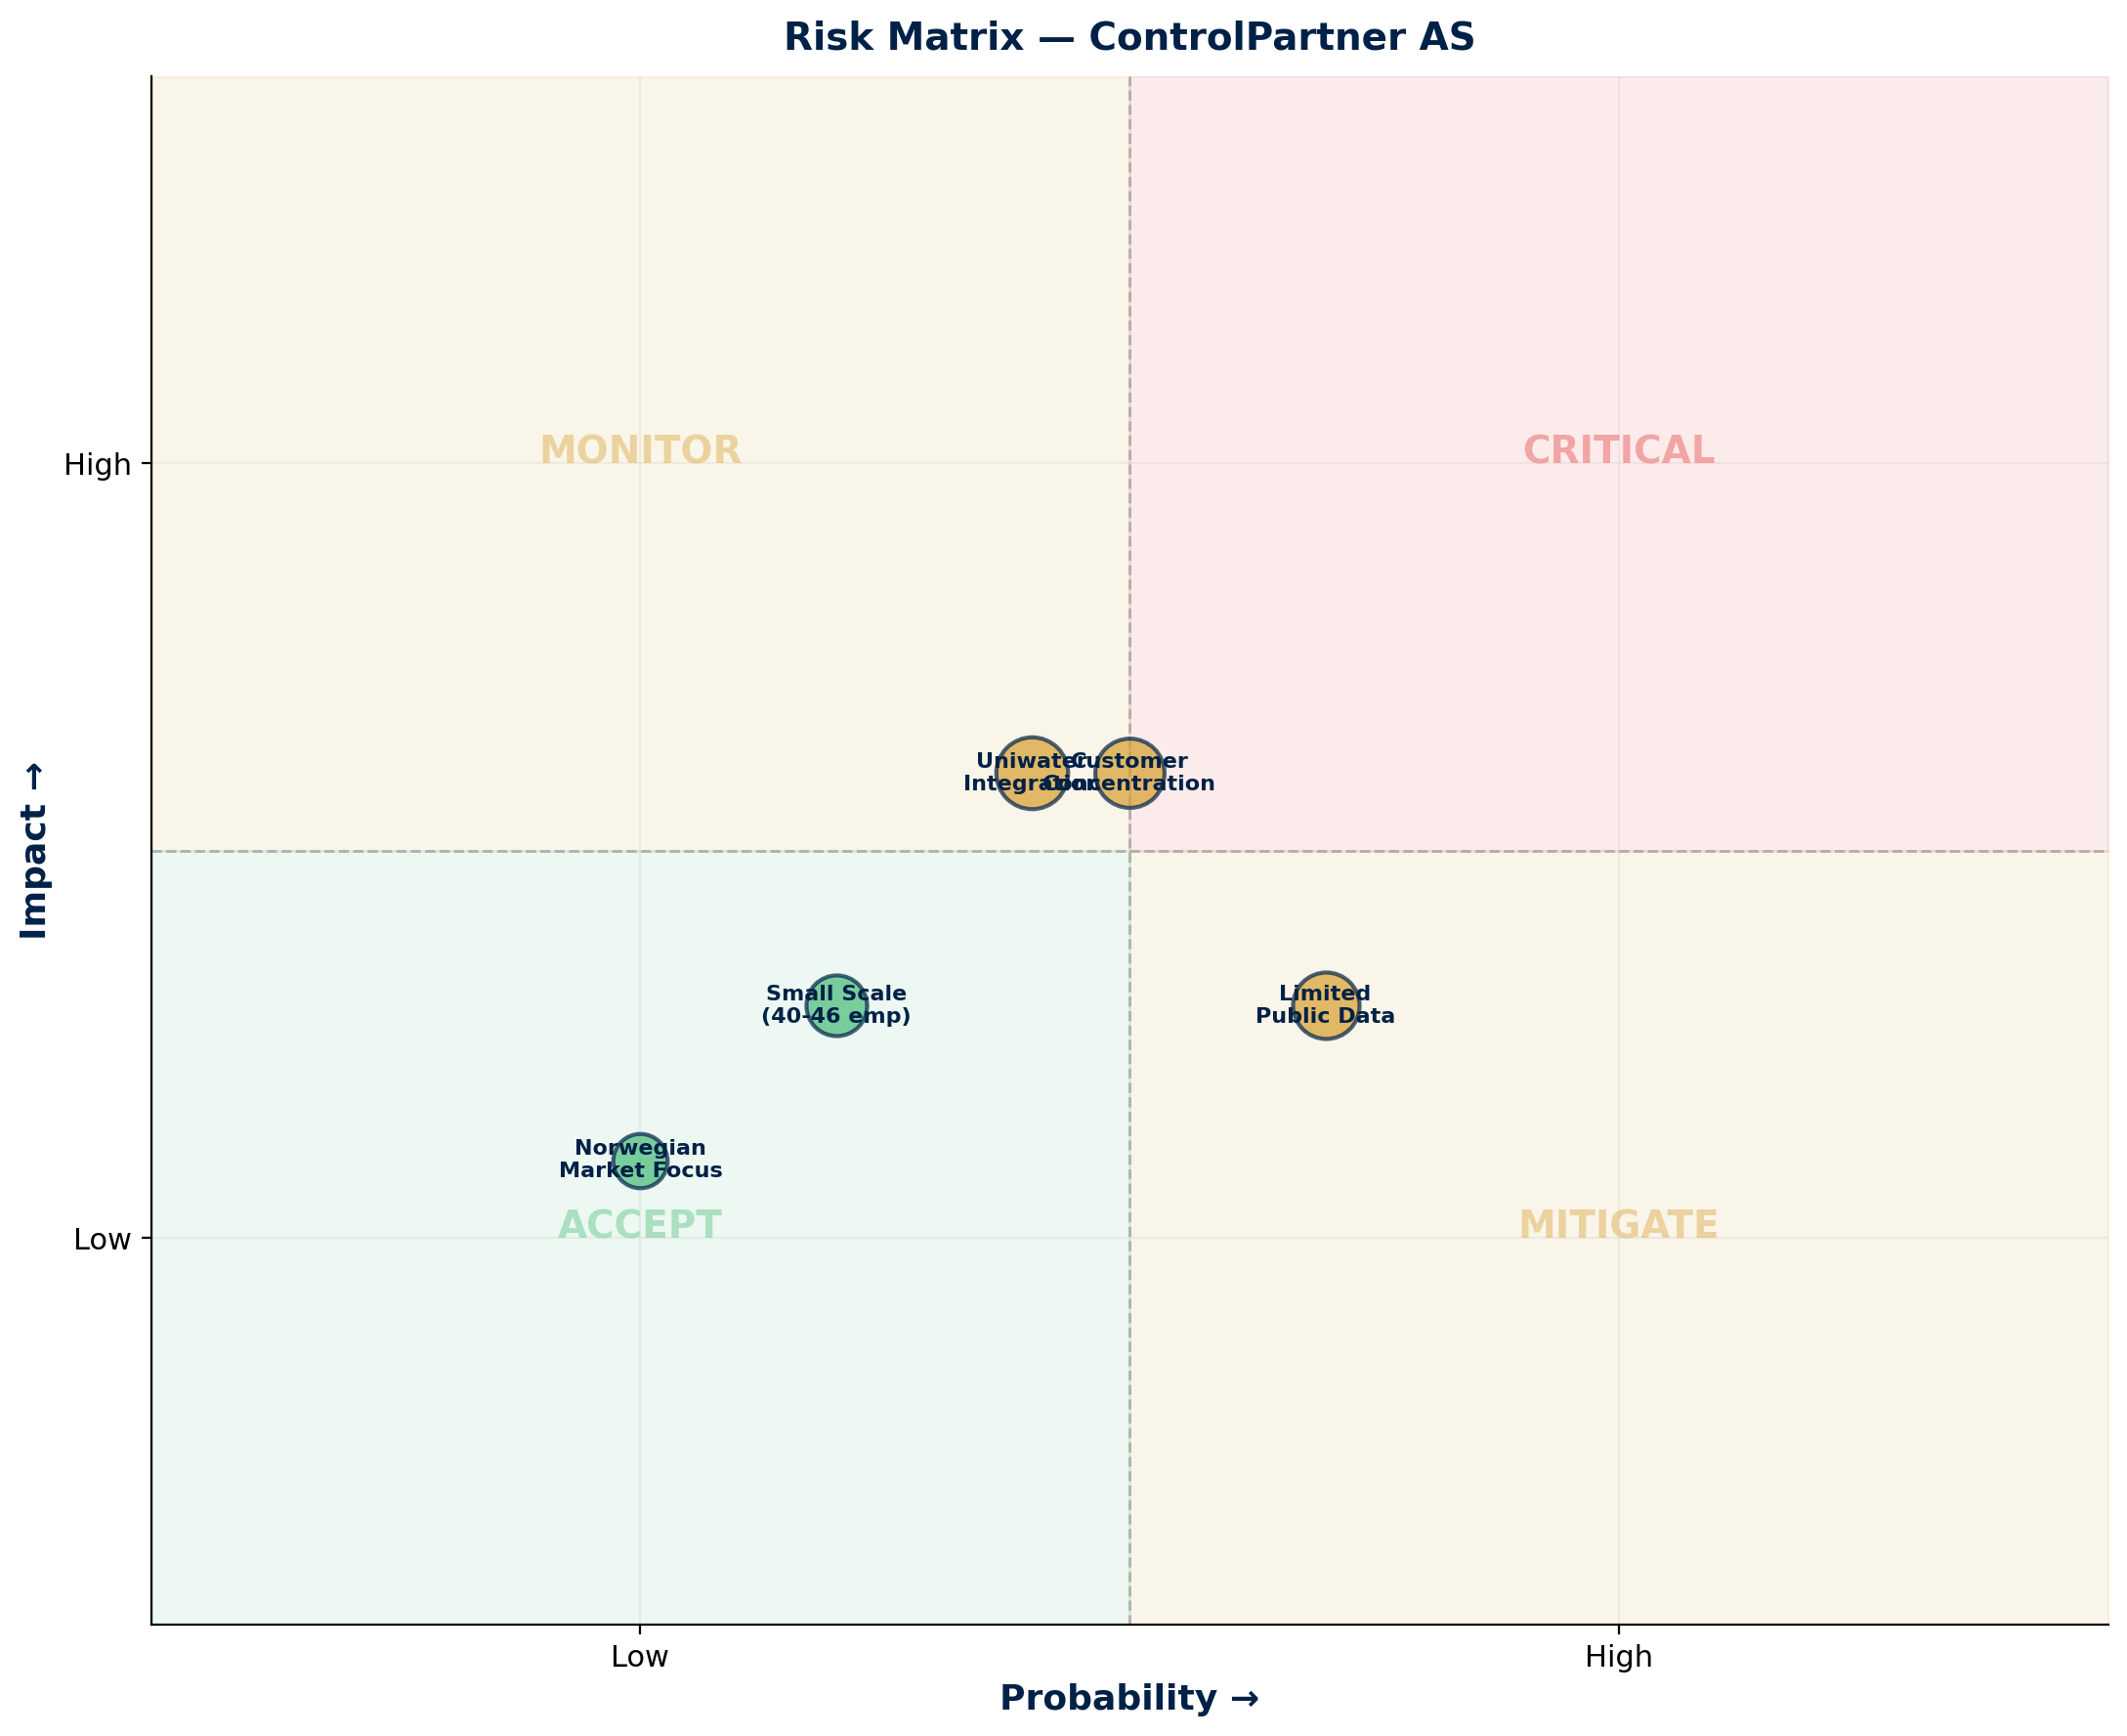 Risk Matrix — ControlPartner AS
MONITOR
CRITICAL
High
Uniwater
Integration
Customer
Concentration
Impact →
Small Scale
(40-46 emp)
Limited
Public Data
Norwegian
Market Focus
ACCEPT
MITIGATE
Low
Low
High
Probability →